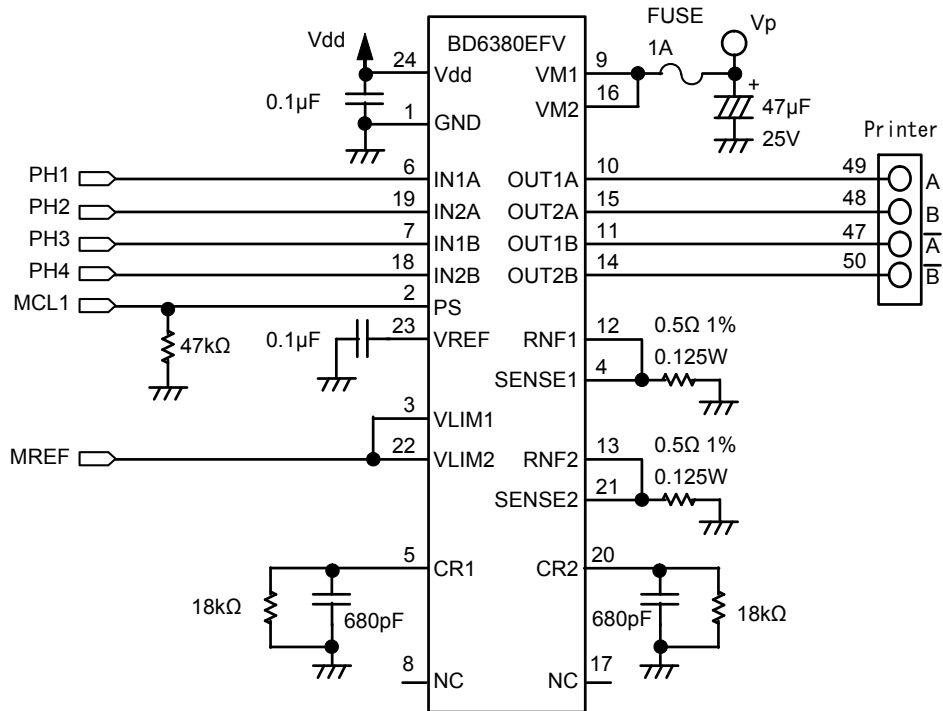 BD6380EFV
FUSE
1A
Vp
Vdd
24
Vdd
0.1µF
1
GND
9
VM1
16
VM2
+
47µF
25V
Printer
PH1
6
IN1A
OUT1A
10
49
A
PH2
19
IN2A
OUT2A
15
48
B
PH3
7
IN1B
OUT1B
11
47
A̅
PH4
18
IN2B
OUT2B
14
50
B̅
MCL1
2
PS
47kΩ
0.1µF
23
VREF
RNF1
12
0.5Ω 1%
0.125W
SENSE1
4
3
VLIM1
MREF
22
VLIM2
RNF2
13
0.5Ω 1%
0.125W
SENSE2
21
5
CR1
18kΩ
680pF
CR2
20
680pF
18kΩ
8
NC
NC
17